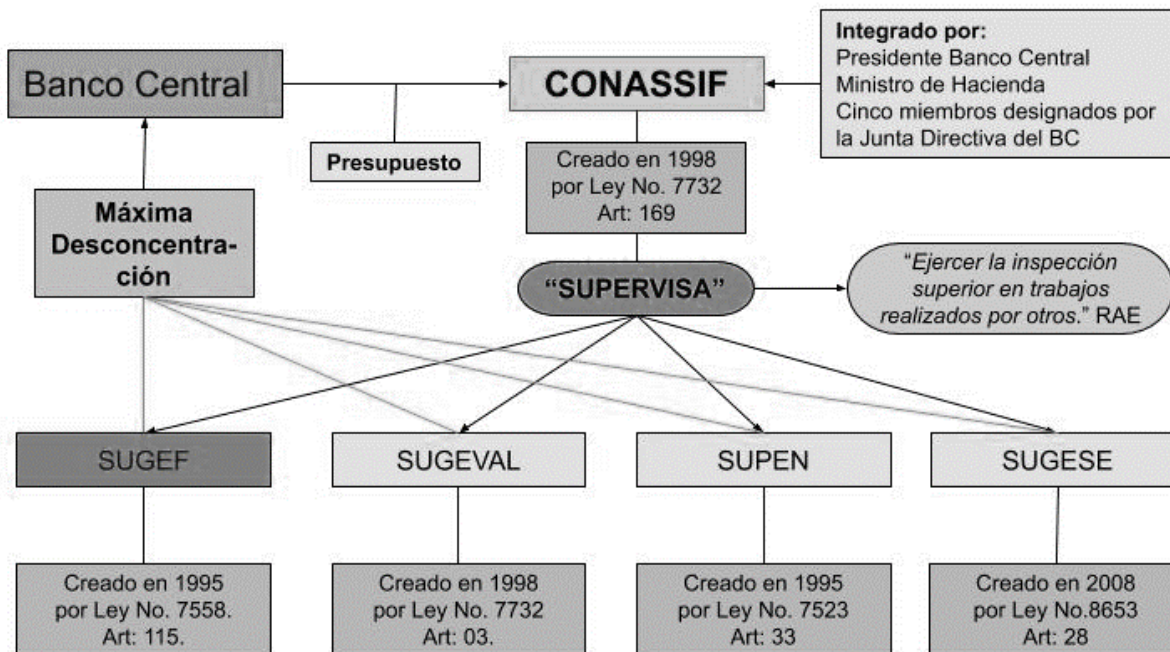 Banco Central
CONASSIF
Integrado por:
Presidente Banco Central
Ministro de Hacienda
Cinco miembros designados por
la Junta Directiva del BC
Presupuesto
Creado en 1998
por Ley No. 7732
Art: 169
Máxima
Desconcentra-
ción
“SUPERVISA”
“Ejercer la inspección
superior en trabajos
realizados por otros.” RAE
SUGEF
SUGEVAL
SUPEN
SUGESE
Creado en 1995
por Ley No. 7558.
Art: 115.
Creado en 1998
por Ley No. 7732
Art: 03.
Creado en 1995
por Ley No. 7523
Art: 33
Creado en 2008
por Ley No.8653
Art: 28